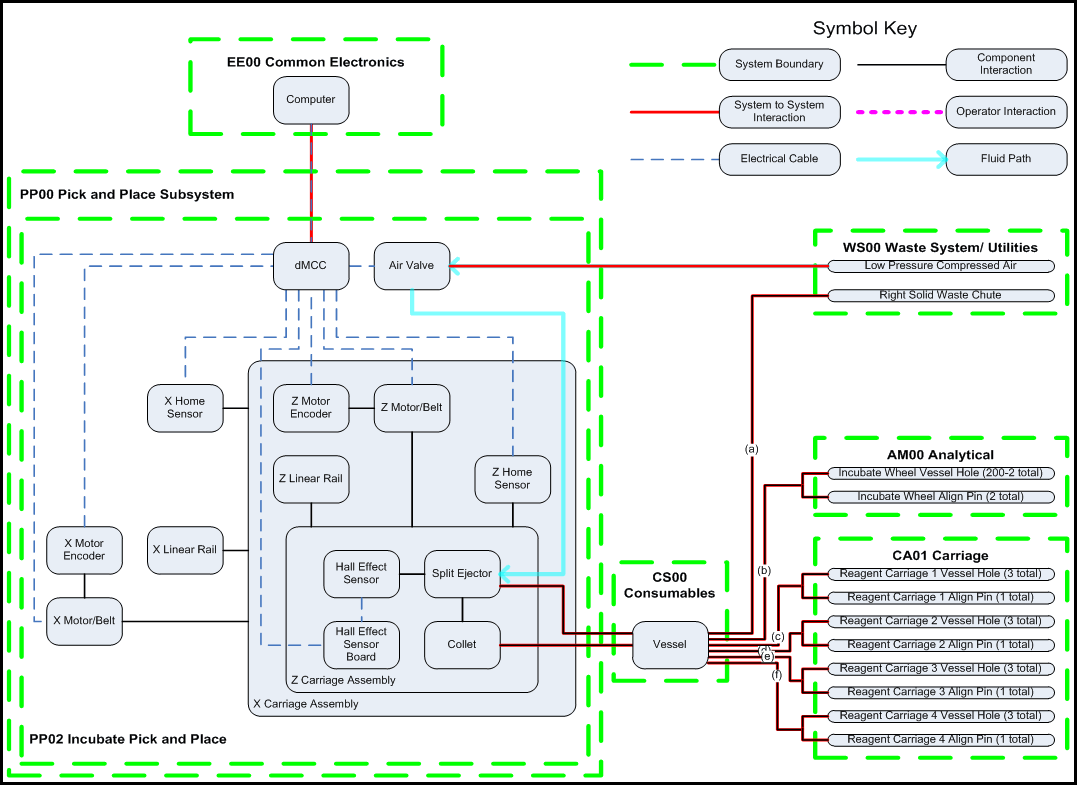 Symbol Key
System Boundary
Component
Interaction
System to System
Interaction
Operator Interaction
Electrical Cable
Fluid Path
EE00 Common Electronics
Computer
PP00 Pick and Place Subsystem
dMCC
Air Valve
WS00 Waste System/ Utilities
Low Pressure Compressed Air
Right Solid Waste Chute
X Home
Sensor
Z Motor
Encoder
Z Motor/Belt
Z Linear Rail
Z Home
Sensor
(a)
AM00 Analytical
Incubate Wheel Vessel Hole (200-2 total)
Incubate Wheel Align Pin (2 total)
X Motor
Encoder
X Linear Rail
Hall Effect
Sensor
Split Ejector
X Motor/Belt
Hall Effect
Sensor
Board
Collet
Z Carriage Assembly
X Carriage Assembly
PP02 Incubate Pick and Place
CS00
Consumables
Vessel
(b)
(c)
(d)
(e)
(f)
CA01 Carriage
Reagent Carriage 1 Vessel Hole (3 total)
Reagent Carriage 1 Align Pin (1 total)
Reagent Carriage 2 Vessel Hole (3 total)
Reagent Carriage 2 Align Pin (1 total)
Reagent Carriage 3 Vessel Hole (3 total)
Reagent Carriage 3 Align Pin (1 total)
Reagent Carriage 4 Vessel Hole (3 total)
Reagent Carriage 4 Align Pin (1 total)